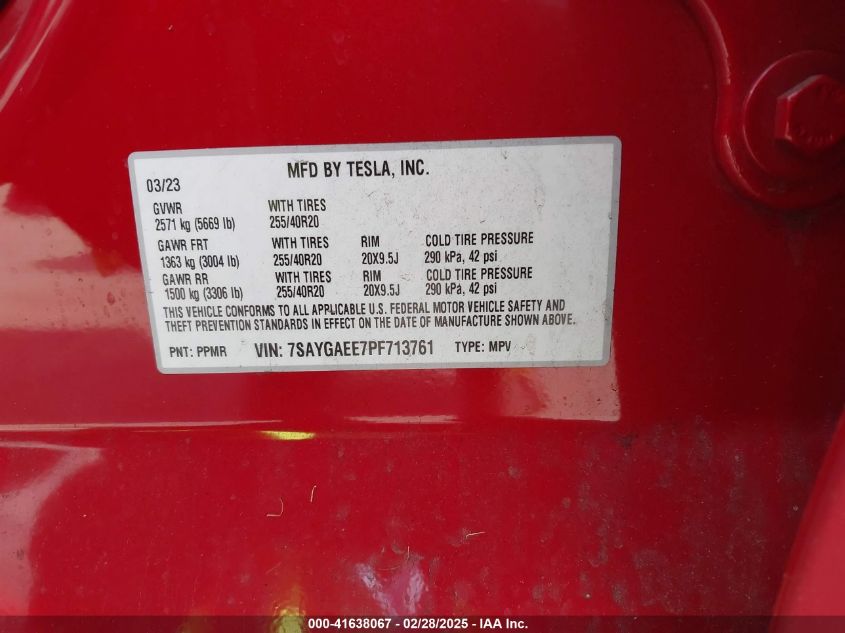 MFD BY TESLA, INC.
03/23
GVWR WITH TIRES
2571 kg (5669 lb) 255/40R20
GAWR FRT WITH TIRES RIM COLD TIRE PRESSURE
1363 kg (3004 lb) 255/40R20 20X9.5J 290 kPa, 42 psi
GAWR RR WITH TIRES RIM COLD TIRE PRESSURE
1500 kg (3306 lb) 255/40R20 20X9.5J 290 kPa, 42 psi
THIS VEHICLE CONFORMS TO ALL APPLICABLE U.S. FEDERAL MOTOR VEHICLE SAFETY AND
THEFT PREVENTION STANDARDS IN EFFECT ON THE DATE OF MANUFACTURE SHOWN ABOVE.
PNT: PPMR VIN: 7SAYGAEE7PF713761 TYPE: MPV
000-41638067 - 02/28/2025 - IAA Inc.